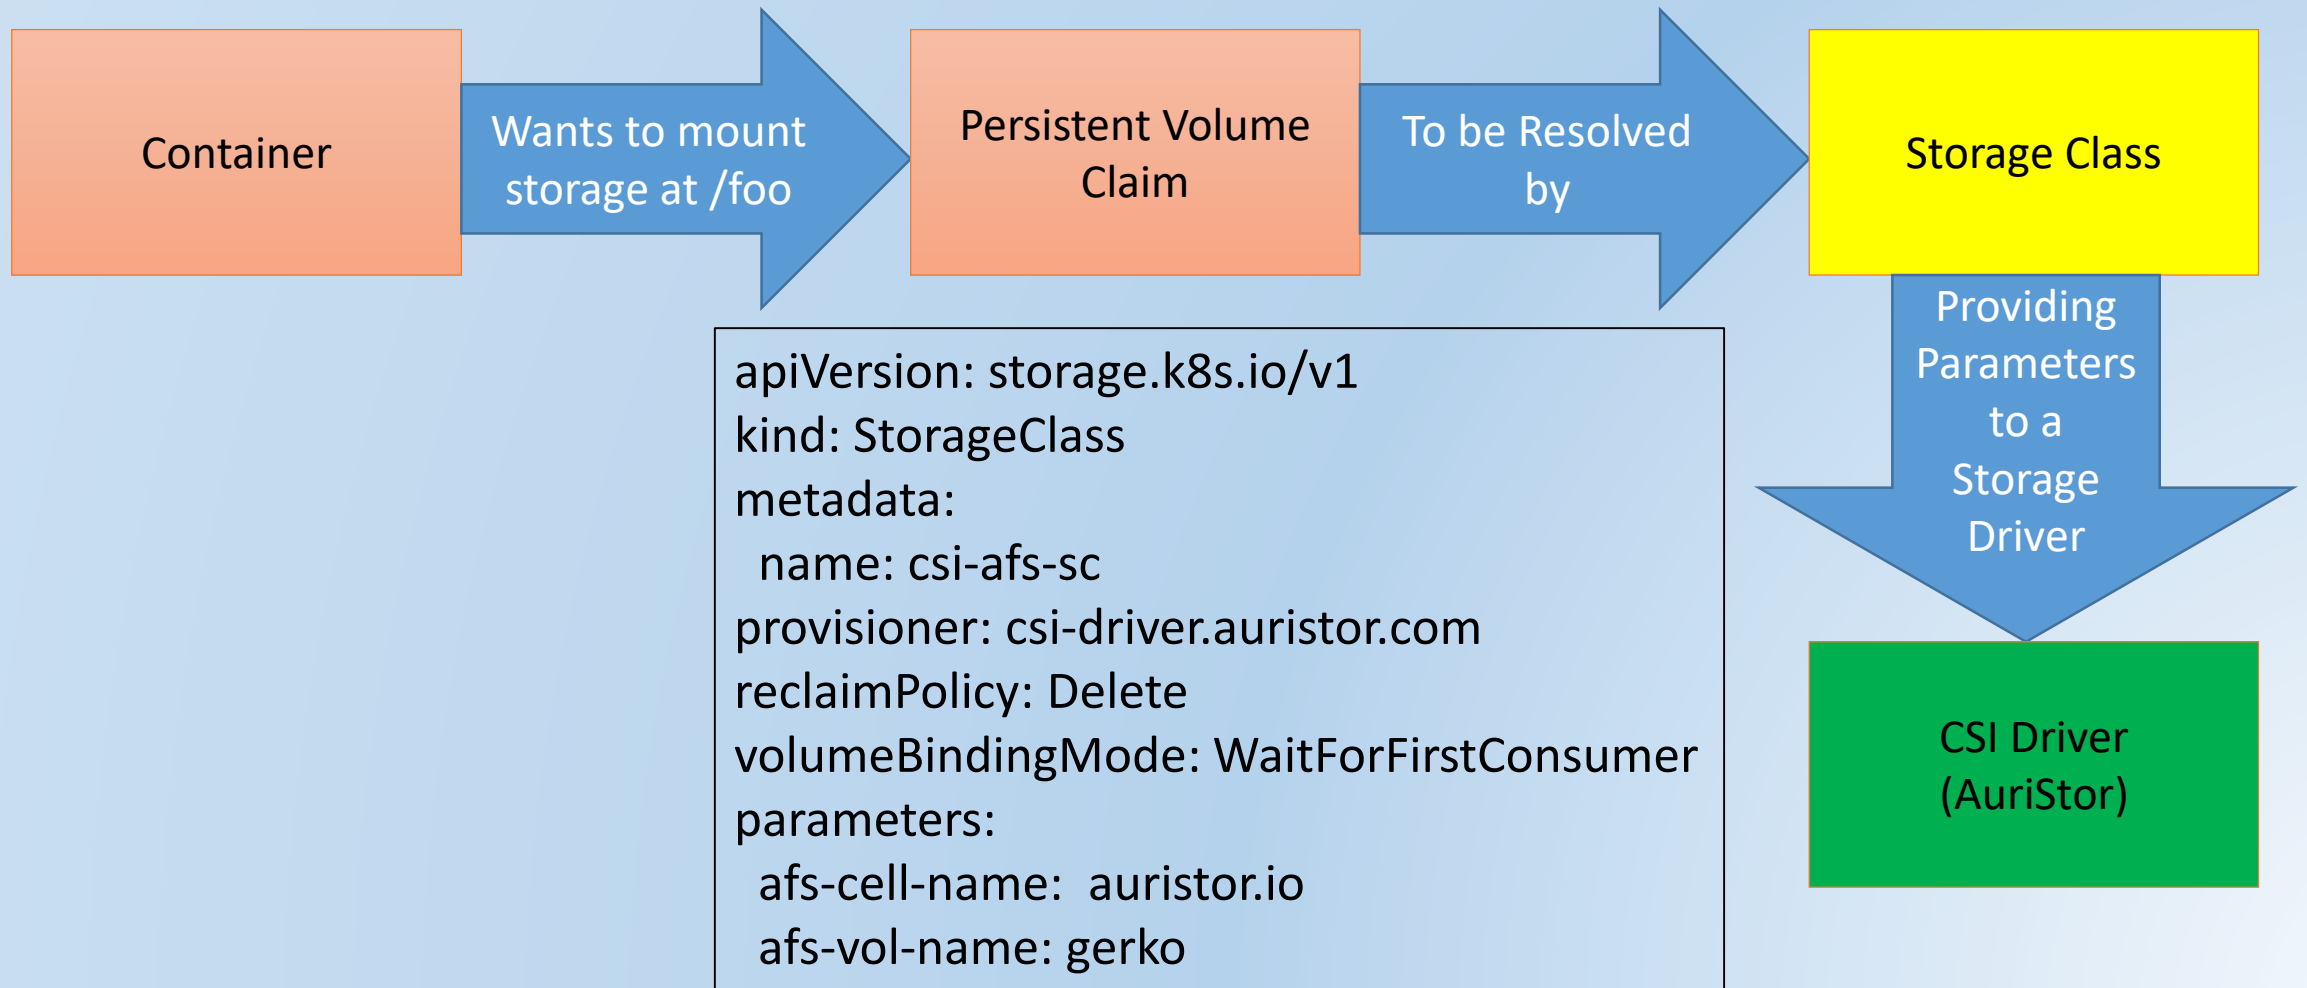 Container
Wants to mount
storage at /foo
Persistent Volume
Claim
To be Resolved
by
Storage Class
Providing
Parameters
to a
Storage
Driver
CSI Driver
(AuriStor)
apiVersion: storage.k8s.io/v1
kind: StorageClass
metadata:
  name: csi-afs-sc
provisioner: csi-driver.auristor.com
reclaimPolicy: Delete
volumeBindingMode: WaitForFirstConsumer
parameters:
  afs-cell-name:  auristor.io
  afs-vol-name: gerko